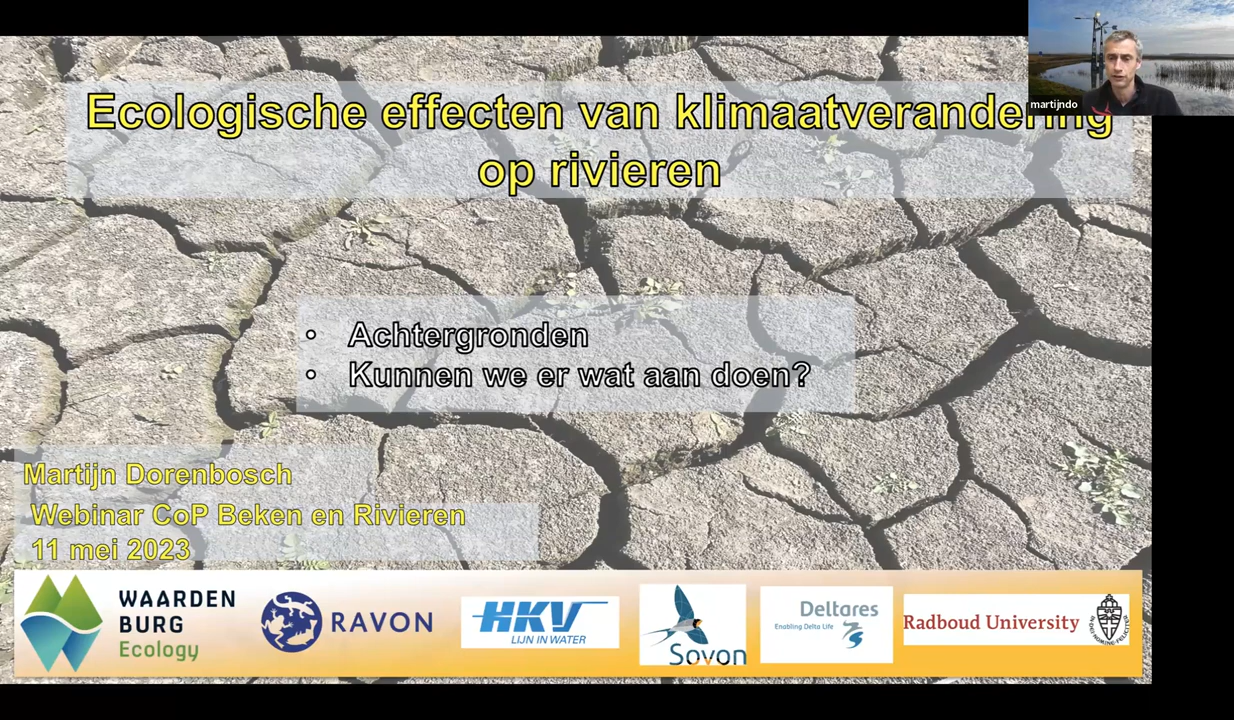 Ecologische effecten van klimaatverandering
op rivieren
martijndo
• Achtergronden
• Kunnen we er wat aan doen?
Martijn Dorenbosch
Webinar CoP Beken en Rivieren
11 mei 2023
WAARDEN
BURG
Ecology
RAVON
HKV
LIJN IN WATER
Sovon
Deltares
Enabling Delta Life
Radboud University